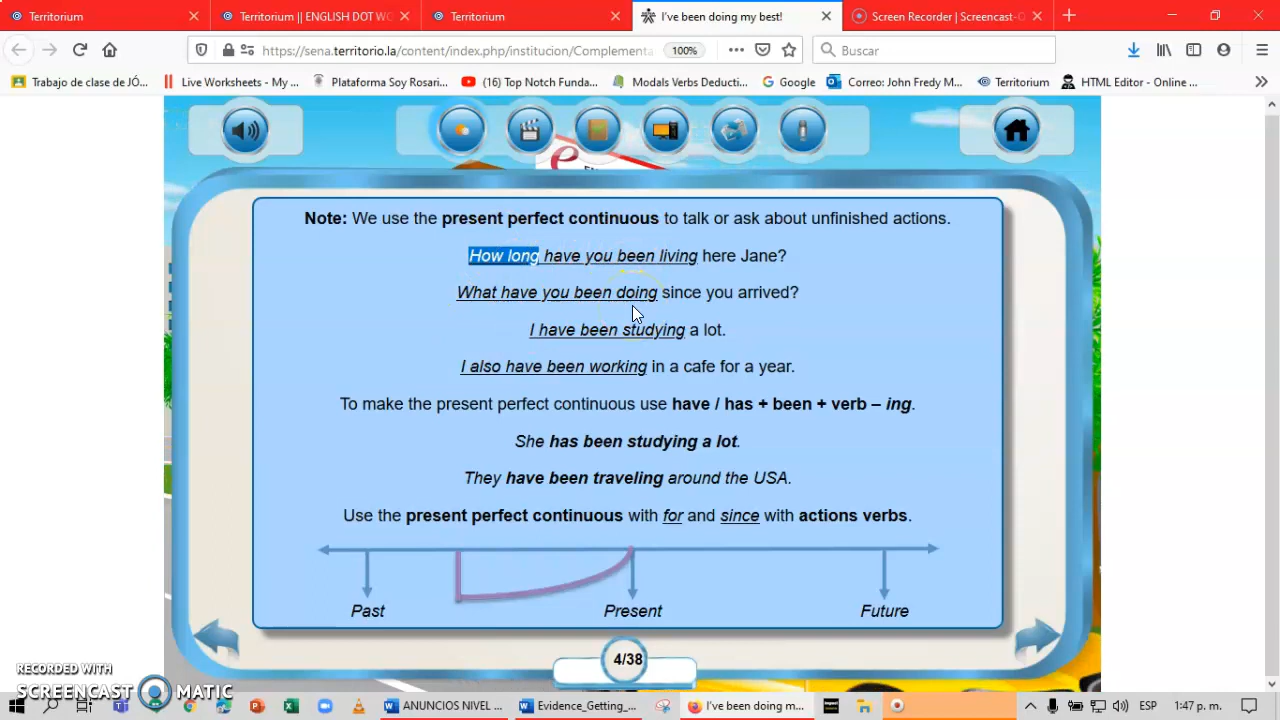 Territorium
Territorium || ENGLISH DOT WO
Territorium
I've been doing my best!
Screen Recorder | Screencast-O
https://sena.territorio.la/content/index.php/institucion/Complementa
100%
Buscar
Trabajo de clase de JÓ...
Live Worksheets - My ...
Plataforma Soy Rosari...
(16) Top Notch Funda...
Modals Verbs Deducti...
Google
Correo: John Fredy M...
Territorium
HTML Editor - Online ...
Note: We use the present perfect continuous to talk or ask about unfinished actions.
How long have you been living here Jane?
What have you been doing since you arrived?
I have been studying a lot.
I also have been working in a cafe for a year.
To make the present perfect continuous use have / has + been + verb – ing.
She has been studying a lot.
They have been traveling around the USA.
Use the present perfect continuous with for and since with actions verbs.
Past Present Future
4/38
RECORDED WITH
SCREENCAST MATIC
ANUNCIOS NIVEL ...
Evidence_Getting_...
I've been doing m...
ESP
1:47 p. m.